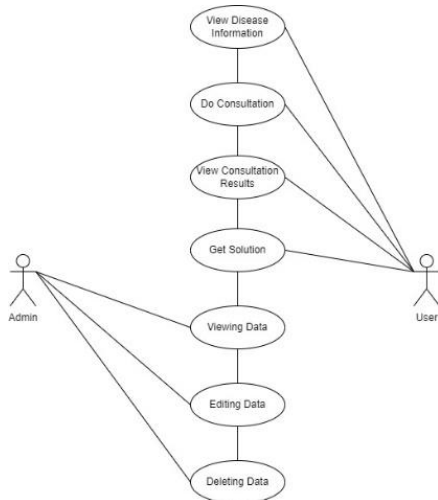 View Disease
Information
Do Consultation
View Consultation
Results
Get Solution
Admin
User
Viewing Data
Editing Data
Deleting Data